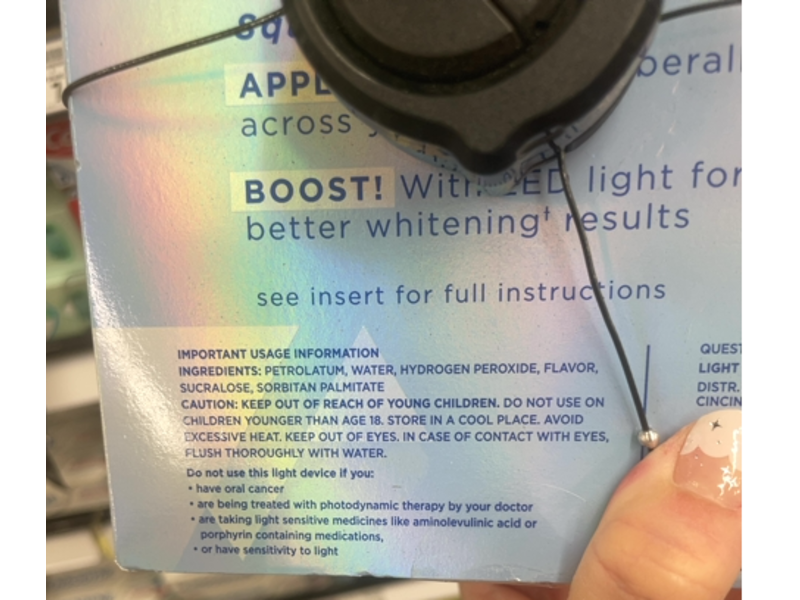 Squ
APPL
berall
across
BOOST! With LED light for
better whitening† results
see insert for full instructions
IMPORTANT USAGE INFORMATION
INGREDIENTS: PETROLATUM, WATER, HYDROGEN PEROXIDE, FLAVOR,
SUCRALOSE, SORBITAN PALMITATE
CAUTION: KEEP OUT OF REACH OF YOUNG CHILDREN. DO NOT USE ON
CHILDREN YOUNGER THAN AGE 18. STORE IN A COOL PLACE. AVOID
EXCESSIVE HEAT. KEEP OUT OF EYES. IN CASE OF CONTACT WITH EYES,
FLUSH THOROUGHLY WITH WATER.
Do not use this light device if you:
• have oral cancer
• are being treated with photodynamic therapy by your doctor
• are taking light sensitive medicines like aminolevulinic acid or
porphyrin containing medications,
• or have sensitivity to light
QUEST
LIGHT
DISTR.
CINCIN